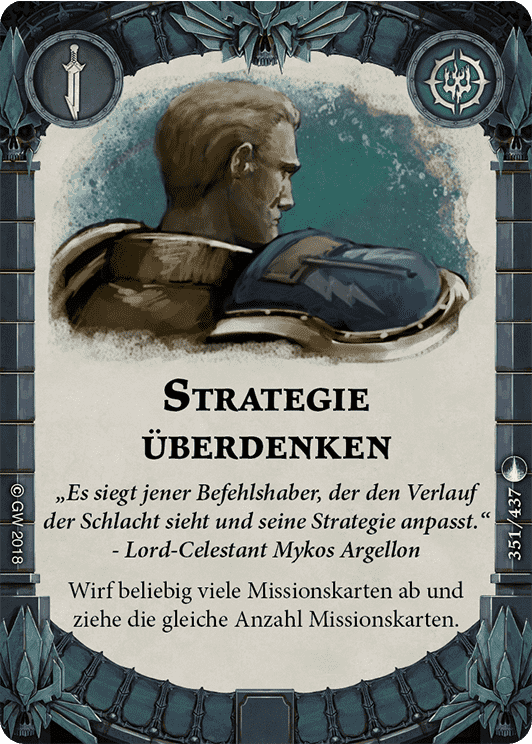 STRATEGIE
ÜBERDENKEN
„Es siegt jener Befehlshaber, der den Verlauf
der Schlacht sieht und seine Strategie anpasst.“
- Lord-Celestant Mykos Argellon
Wirf beliebig viele Missionskarten ab und
ziehe die gleiche Anzahl Missionskarten.
© GW 2018
351/437